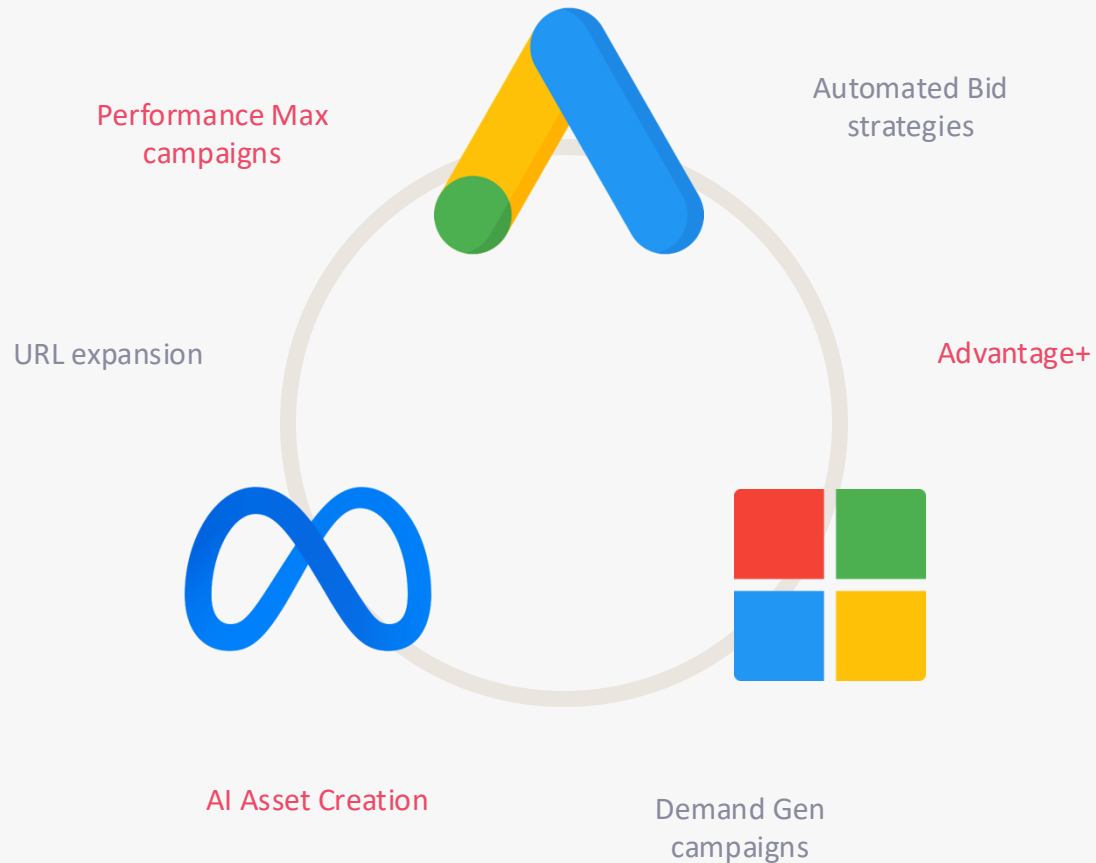 Performance Max
campaigns
Automated Bid
strategies
URL expansion
Advantage+
AI Asset Creation
Demand Gen
campaigns